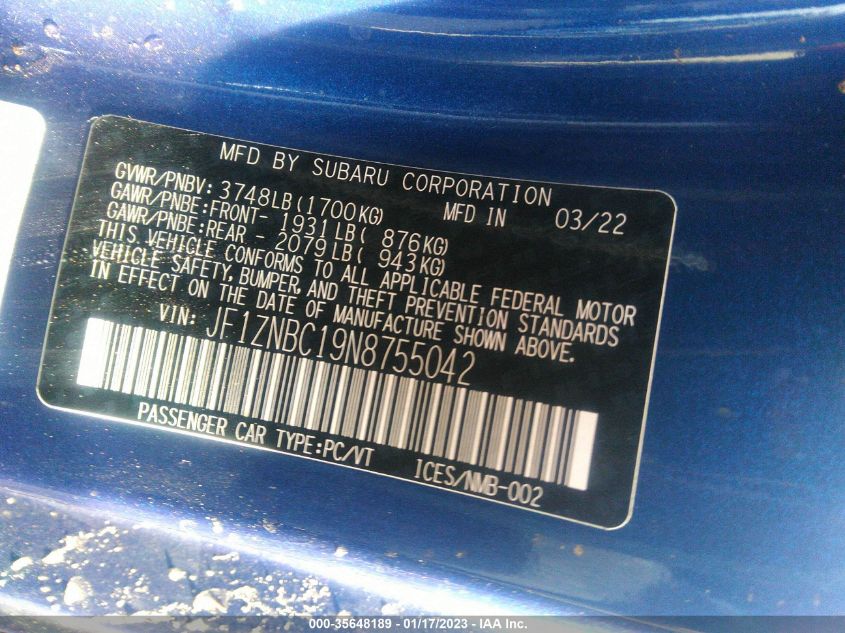 MFD BY SUBARU CORPORATION
GVWR/PNBV: 3748LB(1700KG) MFD IN 03/22
GAWR/PNBE:FRONT- 1931LB( 876KG)
GAWR/PNBE:REAR - 2079LB( 943KG)
THIS VEHICLE CONFORMS TO ALL APPLICABLE FEDERAL MOTOR
VEHICLE SAFETY, BUMPER, AND THEFT PREVENTION STANDARDS
IN EFFECT ON THE DATE OF MANUFACTURE SHOWN ABOVE.
VIN: JF1ZNBC19N8755042
PASSENGER CAR TYPE:PC/VT ICES/NMB-002
000-35648189 - 01/17/2023 - IAA Inc.